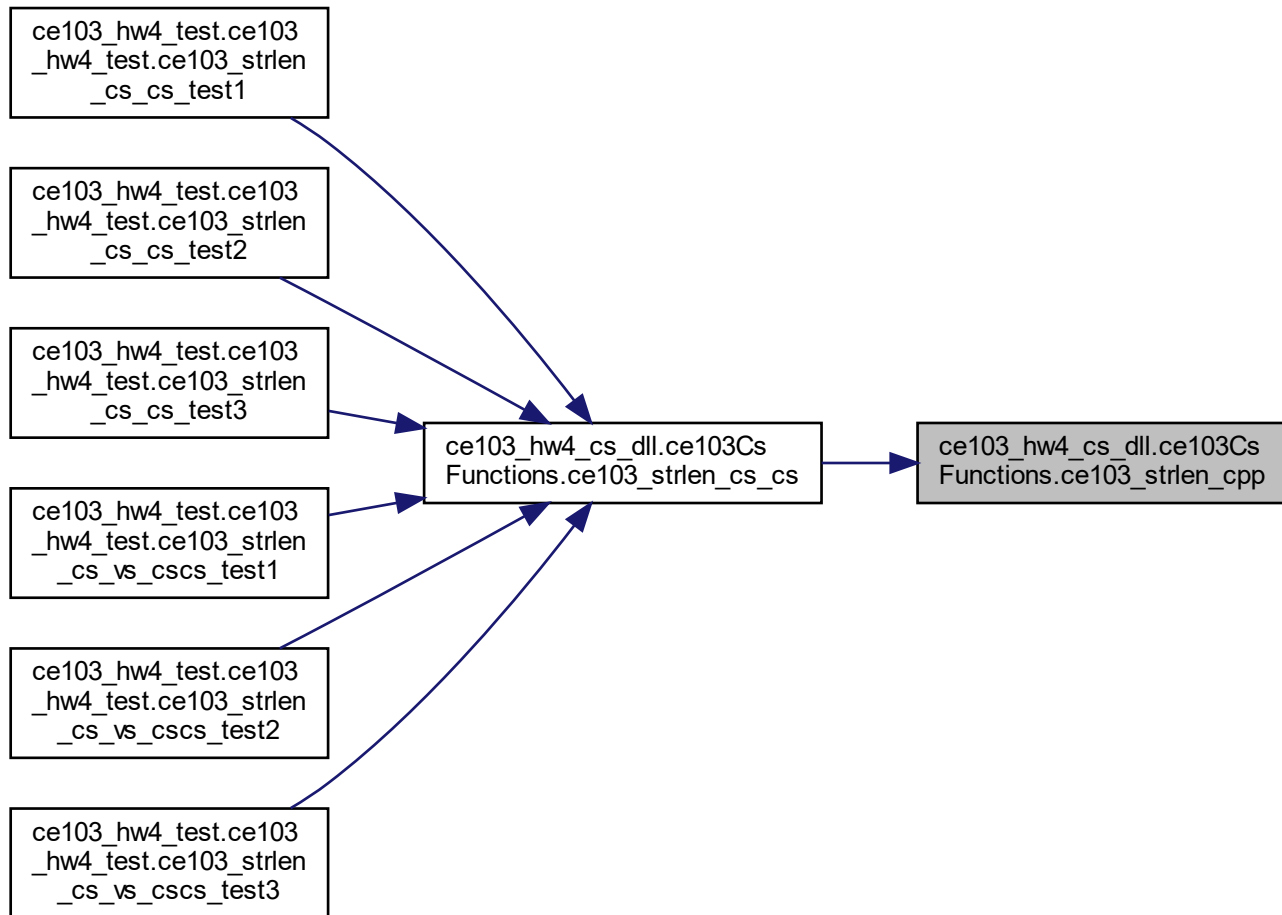 ce103_hw4_test.ce103
_hw4_test.ce103_strlen
_cs_cs_test1
ce103_hw4_test.ce103
_hw4_test.ce103_strlen
_cs_cs_test2
ce103_hw4_test.ce103
_hw4_test.ce103_strlen
_cs_cs_test3
ce103_hw4_test.ce103
_hw4_test.ce103_strlen
_cs_vs_cscs_test1
ce103_hw4_test.ce103
_hw4_test.ce103_strlen
_cs_vs_cscs_test2
ce103_hw4_test.ce103
_hw4_test.ce103_strlen
_cs_vs_cscs_test3
ce103_hw4_cs_dll.ce103Cs
Functions.ce103_strlen_cs_cs
ce103_hw4_cs_dll.ce103Cs
Functions.ce103_strlen_cpp